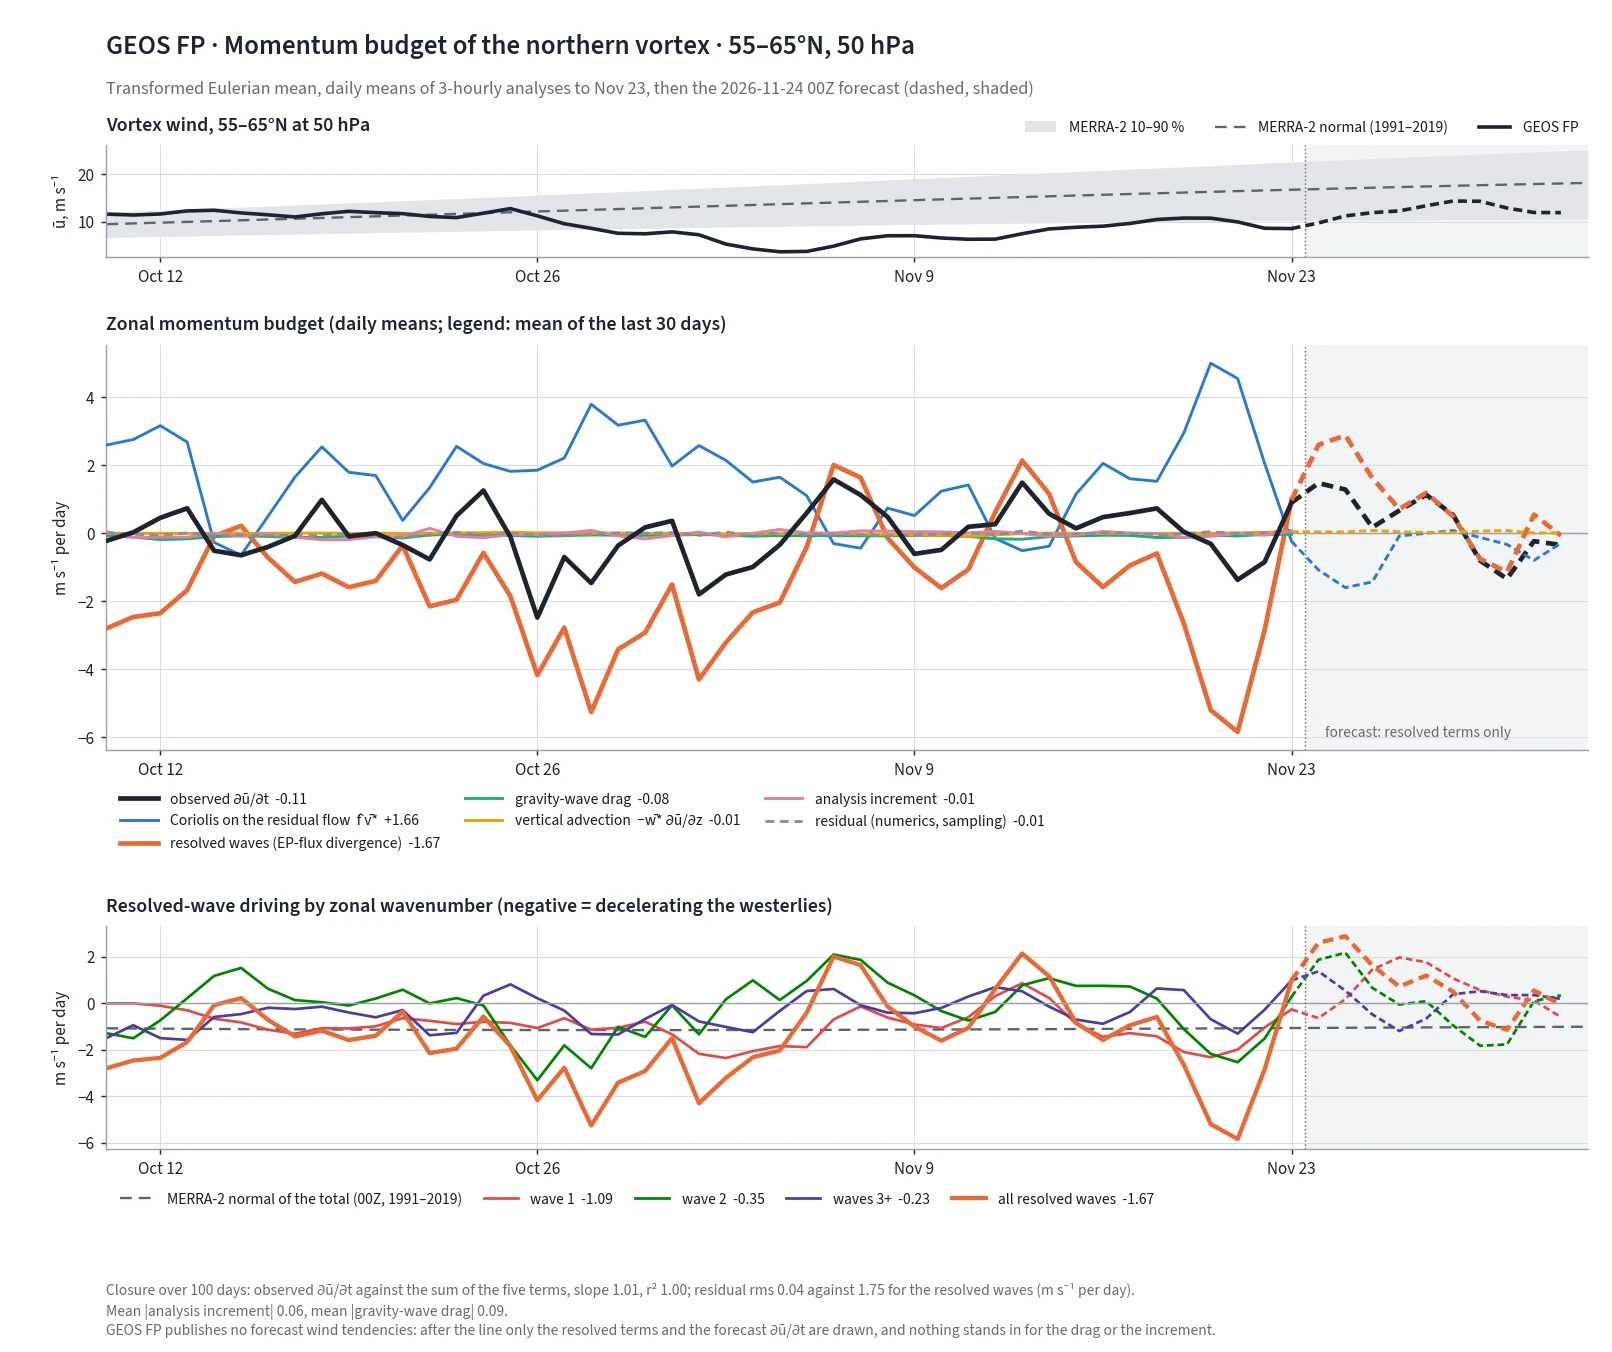 GEOS FP · Momentum budget of the northern vortex · 55–65°N, 50 hPa
Transformed Eulerian mean, daily means of 3-hourly analyses to Nov 23, then the 2026-11-24 00Z forecast (dashed, shaded)
Vortex wind, 55–65°N at 50 hPa
MERRA-2 10–90 %
MERRA-2 normal (1991–2019)
GEOS FP
ū, m s⁻¹
20
10
Oct 12
Oct 26
Nov 9
Nov 23
Zonal momentum budget (daily means; legend: mean of the last 30 days)
m s⁻¹ per day
4
2
0
−2
−4
−6
forecast: resolved terms only
Oct 12
Oct 26
Nov 9
Nov 23
observed ∂ū/∂t -0.11
Coriolis on the residual flow f v̄* +1.66
resolved waves (EP-flux divergence) -1.67
gravity-wave drag -0.08
vertical advection −w̄* ∂ū/∂z -0.01
analysis increment -0.01
residual (numerics, sampling) -0.01
Resolved-wave driving by zonal wavenumber (negative = decelerating the westerlies)
m s⁻¹ per day
2
0
−2
−4
−6
Oct 12
Oct 26
Nov 9
Nov 23
MERRA-2 normal of the total (00Z, 1991–2019)
wave 1 -1.09
wave 2 -0.35
waves 3+ -0.23
all resolved waves -1.67
Closure over 100 days: observed ∂ū/∂t against the sum of the five terms, slope 1.01, r² 1.00; residual rms 0.04 against 1.75 for the resolved waves (m s⁻¹ per day).
Mean |analysis increment| 0.06, mean |gravity-wave drag| 0.09.
GEOS FP publishes no forecast wind tendencies: after the line only the resolved terms and the forecast ∂ū/∂t are drawn, and nothing stands in for the drag or the increment.